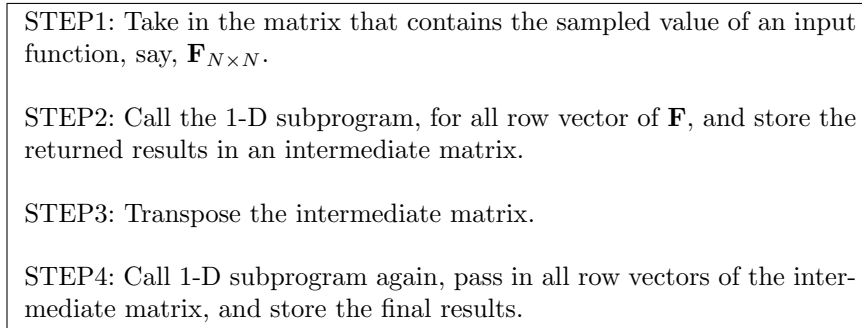 STEP1: Take in the matrix that contains the sampled value of an input
function, say, F_{N×N}.
STEP2: Call the 1-D subprogram, for all row vector of F, and store the
returned results in an intermediate matrix.
STEP3: Transpose the intermediate matrix.
STEP4: Call 1-D subprogram again, pass in all row vectors of the inter-
mediate matrix, and store the final results.